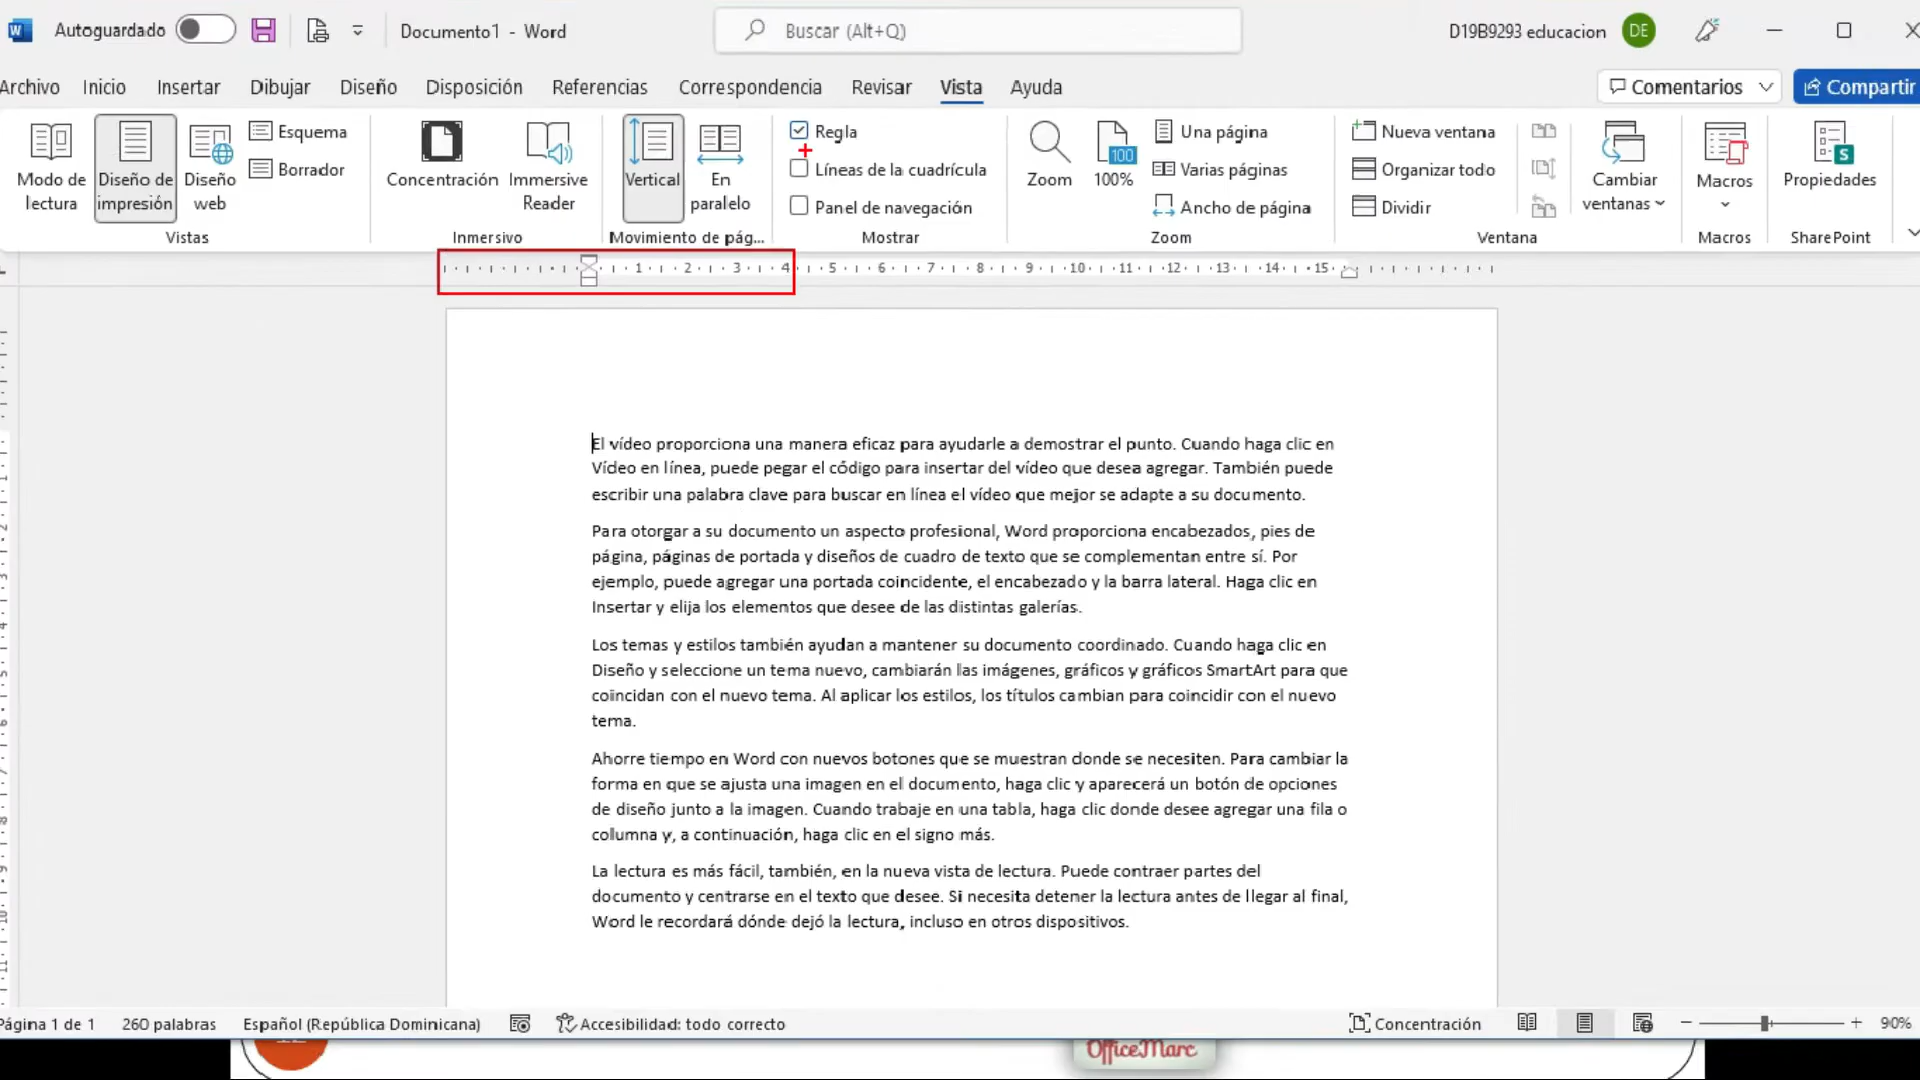 Autoguardado
Documento1 - Word
Buscar (Alt+Q)
D19B9293 educacion
DE
Archivo Inicio Insertar Dibujar Diseño Disposición Referencias Correspondencia Revisar Vista Ayuda
Comentarios
Compartir
Modo de lectura
Diseño de impresión
Diseño web
Esquema
Borrador
Vistas
Concentración
Immersive Reader
Inmersivo
Vertical
En paralelo
Movimiento de pág...
Regla
Líneas de la cuadrícula
Panel de navegación
Mostrar
Zoom
100
100%
Una página
Varias páginas
Ancho de página
Zoom
Nueva ventana
Organizar todo
Dividir
Cambiar ventanas
Ventana
Macros
Macros
Propiedades
SharePoint
1 2 3 4 5 6 7 8 9 10 11 12 13 14 15
El vídeo proporciona una manera eficaz para ayudarle a demostrar el punto. Cuando haga clic en
Vídeo en línea, puede pegar el código para insertar del vídeo que desea agregar. También puede
escribir una palabra clave para buscar en línea el vídeo que mejor se adapte a su documento.
Para otorgar a su documento un aspecto profesional, Word proporciona encabezados, pies de
página, páginas de portada y diseños de cuadro de texto que se complementan entre sí. Por
ejemplo, puede agregar una portada coincidente, el encabezado y la barra lateral. Haga clic en
Insertar y elija los elementos que desee de las distintas galerías.
Los temas y estilos también ayudan a mantener su documento coordinado. Cuando haga clic en
Diseño y seleccione un tema nuevo, cambiarán las imágenes, gráficos y gráficos SmartArt para que
coincidan con el nuevo tema. Al aplicar los estilos, los títulos cambian para coincidir con el nuevo
tema.
Ahorre tiempo en Word con nuevos botones que se muestran donde se necesiten. Para cambiar la
forma en que se ajusta una imagen en el documento, haga clic y aparecerá un botón de opciones
de diseño junto a la imagen. Cuando trabaje en una tabla, haga clic donde desee agregar una fila o
columna y, a continuación, haga clic en el signo más.
La lectura es más fácil, también, en la nueva vista de lectura. Puede contraer partes del
documento y centrarse en el texto que desee. Si necesita detener la lectura antes de llegar al final,
Word le recordará dónde dejó la lectura, incluso en otros dispositivos.
Página 1 de 1
260 palabras
Español (República Dominicana)
Accesibilidad: todo correcto
Concentración
90%
OfficeMarc